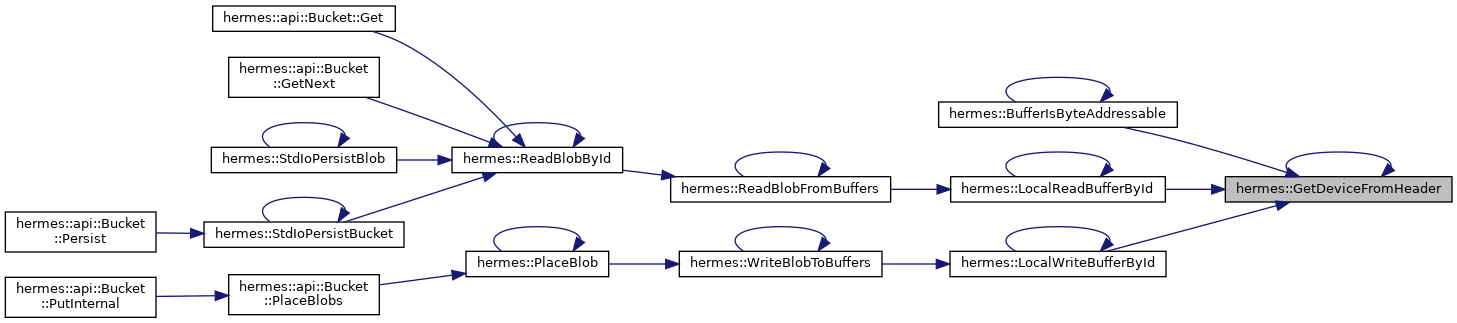 hermes::api::Bucket::Get
hermes::api::Bucket
::GetNext
hermes::BufferIsByteAddressable
hermes::StdIoPersistBlob
hermes::ReadBlobById
hermes::ReadBlobFromBuffers
hermes::LocalReadBufferById
hermes::GetDeviceFromHeader
hermes::api::Bucket
::Persist
hermes::StdIoPersistBucket
hermes::PlaceBlob
hermes::WriteBlobToBuffers
hermes::LocalWriteBufferById
hermes::api::Bucket
::PutInternal
hermes::api::Bucket
::PlaceBlobs